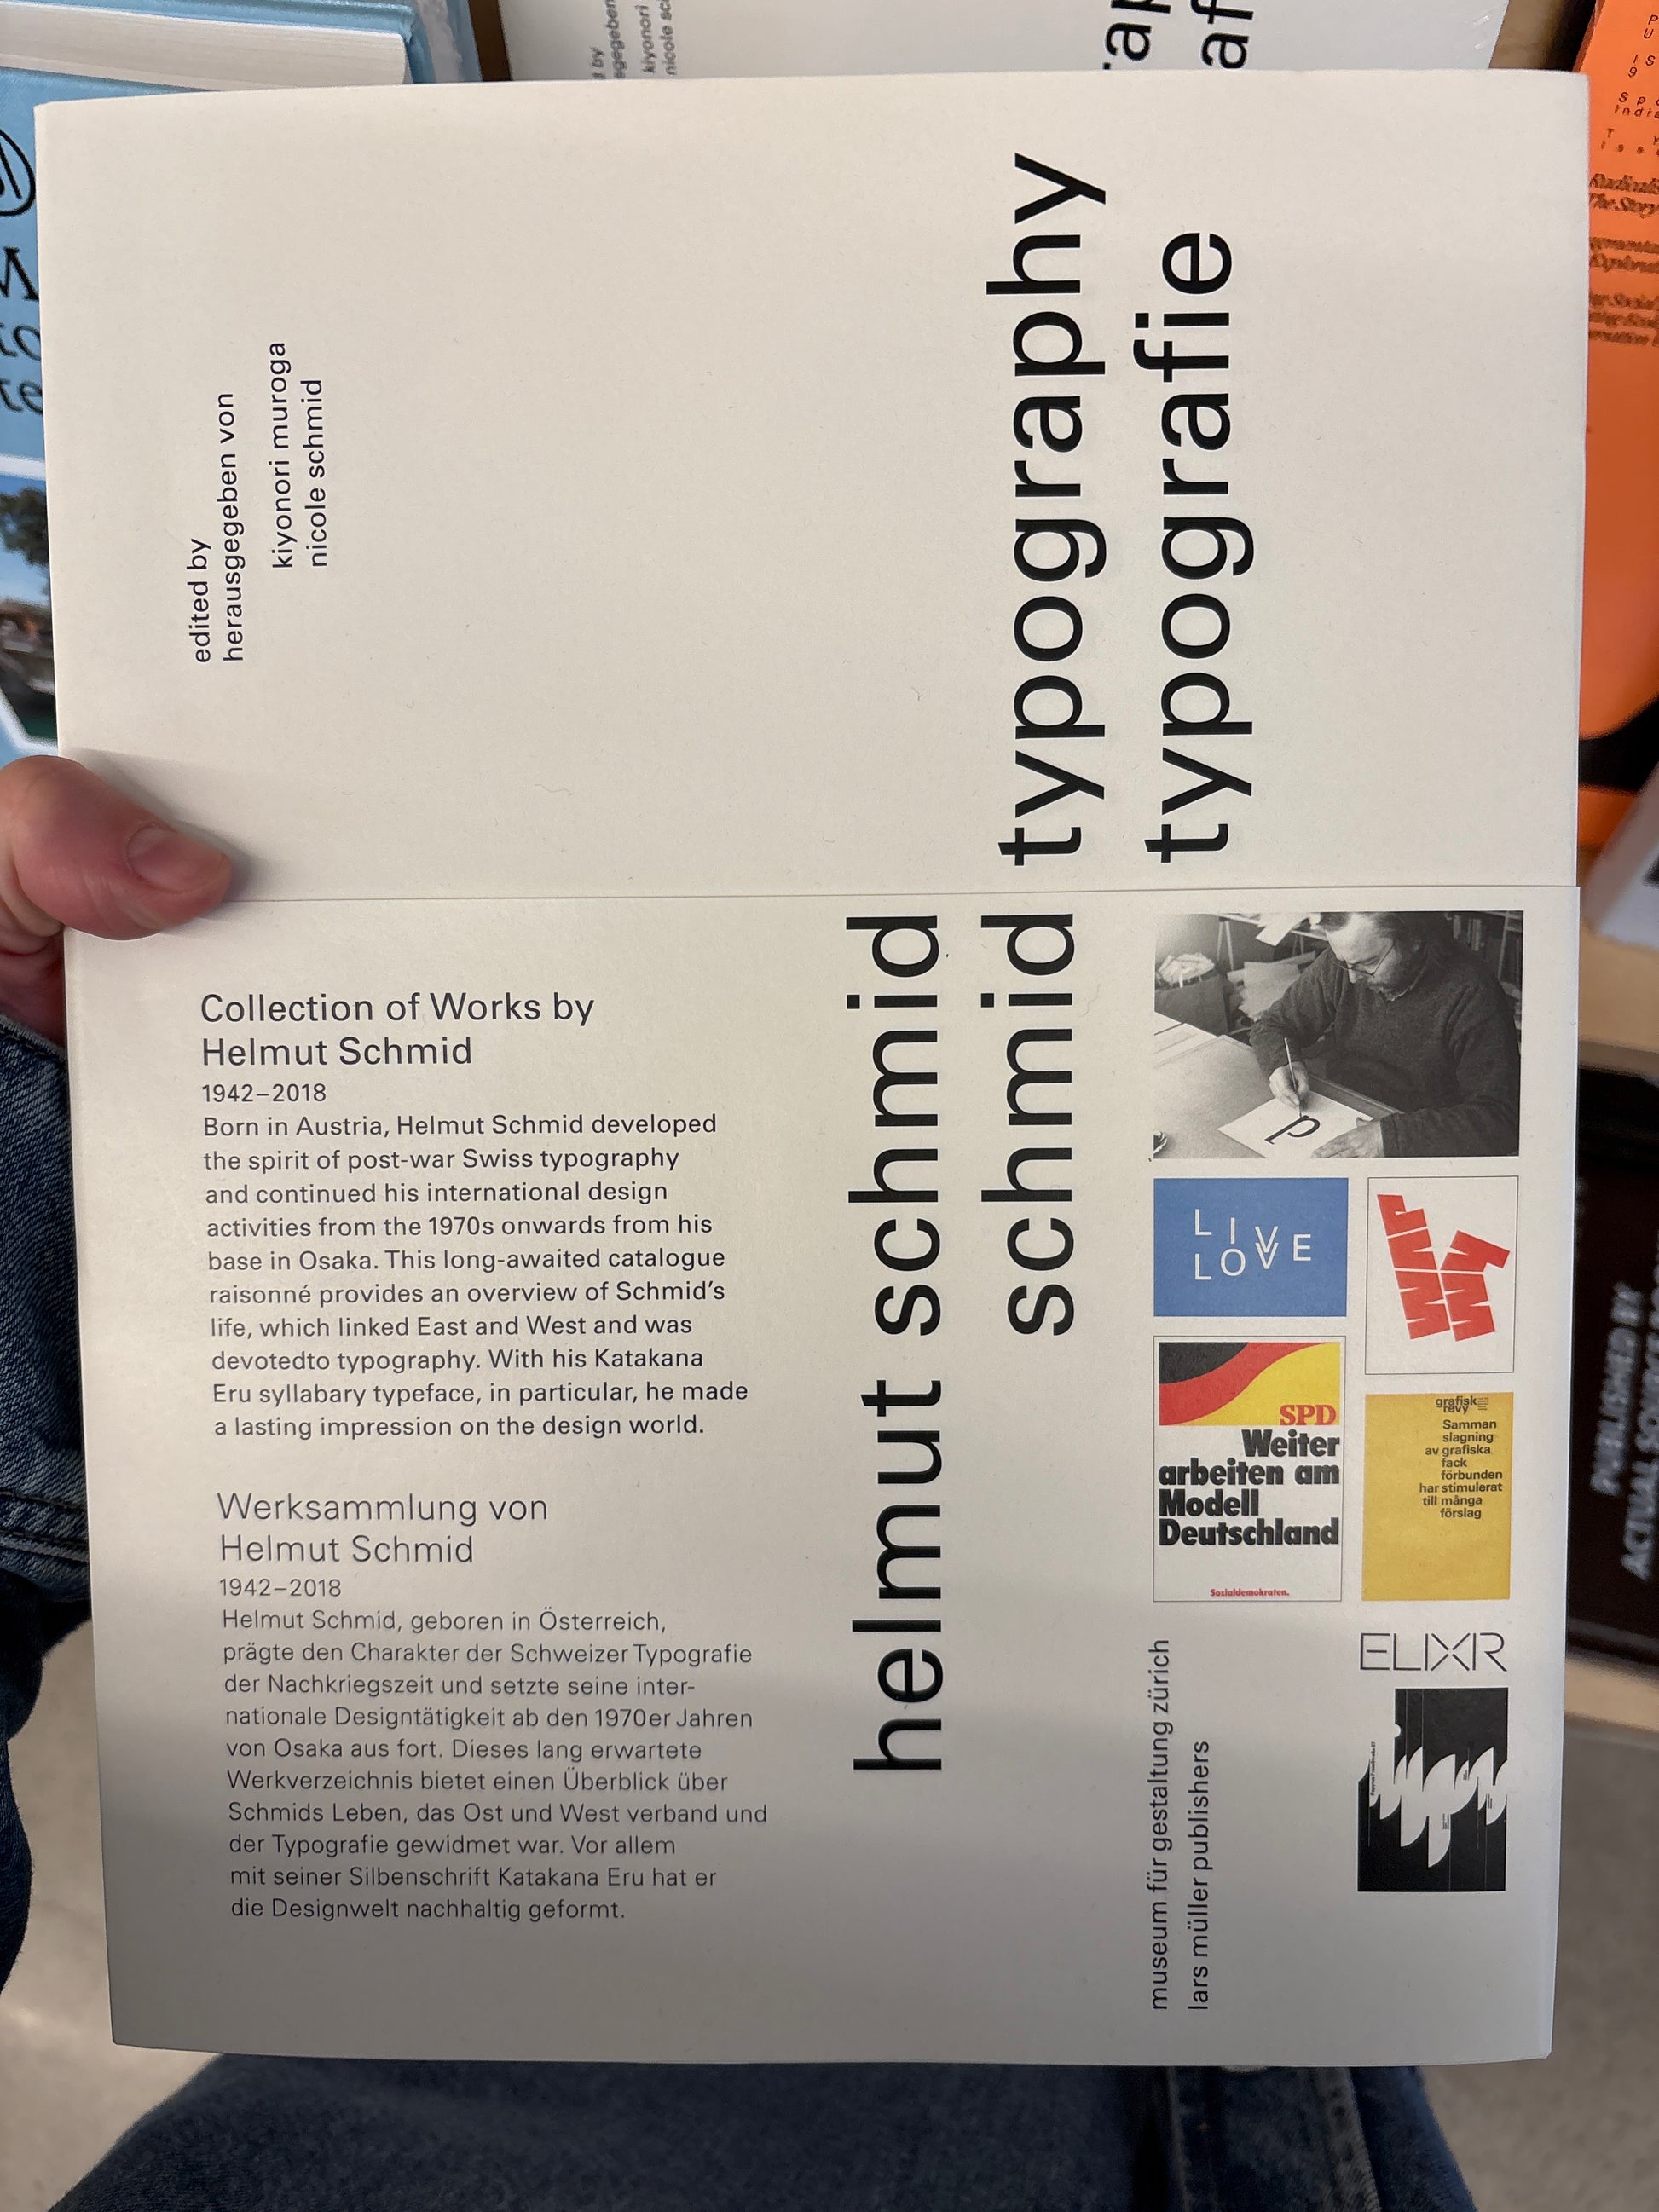 edited by
herausgegeben von
kiyonori muroga
nicole schmid
typography
typografie
helmut schmid
schmid
Collection of Works by
Helmut Schmid
1942–2018
Born in Austria, Helmut Schmid developed
the spirit of post-war Swiss typography
and continued his international design
activities from the 1970s onwards from his
base in Osaka. This long-awaited catalogue
raisonné provides an overview of Schmid’s
life, which linked East and West and was
devotedto typography. With his Katakana
Eru syllabary typeface, in particular, he made
a lasting impression on the design world.
Werksammlung von
Helmut Schmid
1942–2018
Helmut Schmid, geboren in Österreich,
prägte den Charakter der Schweizer Typografie
der Nachkriegszeit und setzte seine inter-
nationale Designtätigkeit ab den 1970er Jahren
von Osaka aus fort. Dieses lang erwartete
Werkverzeichnis bietet einen Überblick über
Schmids Leben, das Ost und West verband und
der Typografie gewidmet war. Vor allem
mit seiner Silbenschrift Katakana Eru hat er
die Designwelt nachhaltig geformt.
p
LIVE
LOVE
SPD
Weiter
arbeiten am
Modell
Deutschland
Sozialdemokraten.
grafisk
revy
Samman
slagning
av grafiska
fack
förbunden
har stimulerat
till många
förslag
ELIXIR
museum für gestaltung zürich
lars müller publishers
kiyonori
PUBLISHED BY
ACTUAL SOURCE
The Story